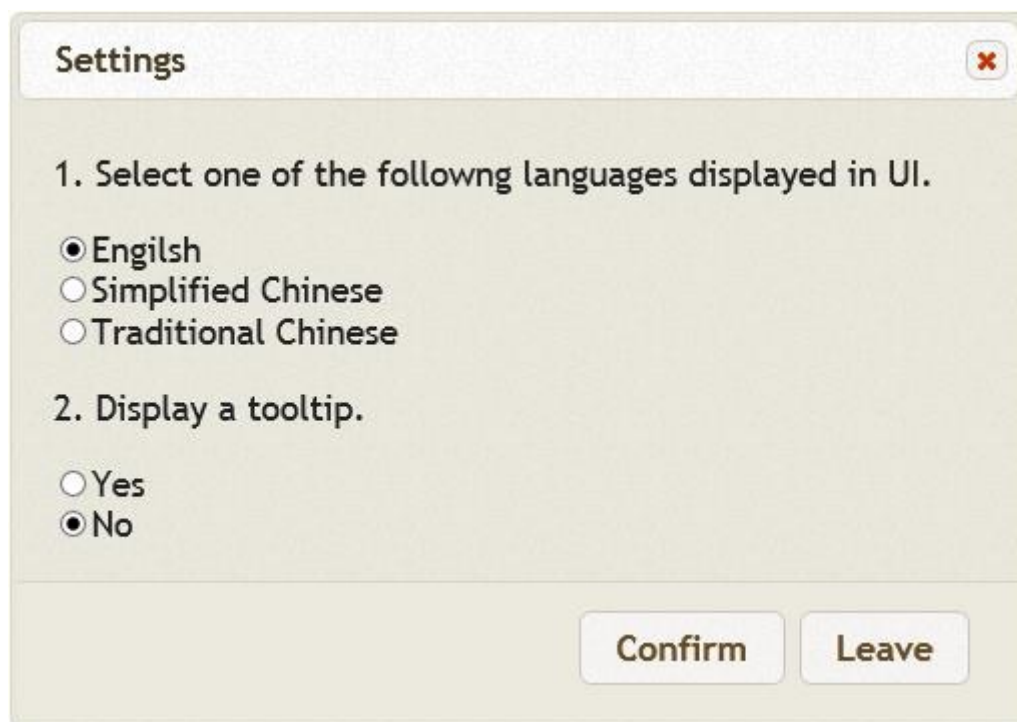 Settings
1. Select one of the followng languages displayed in UI.
Engilsh
Simplified Chinese
Traditional Chinese
2. Display a tooltip.
Yes
No
Confirm Leave